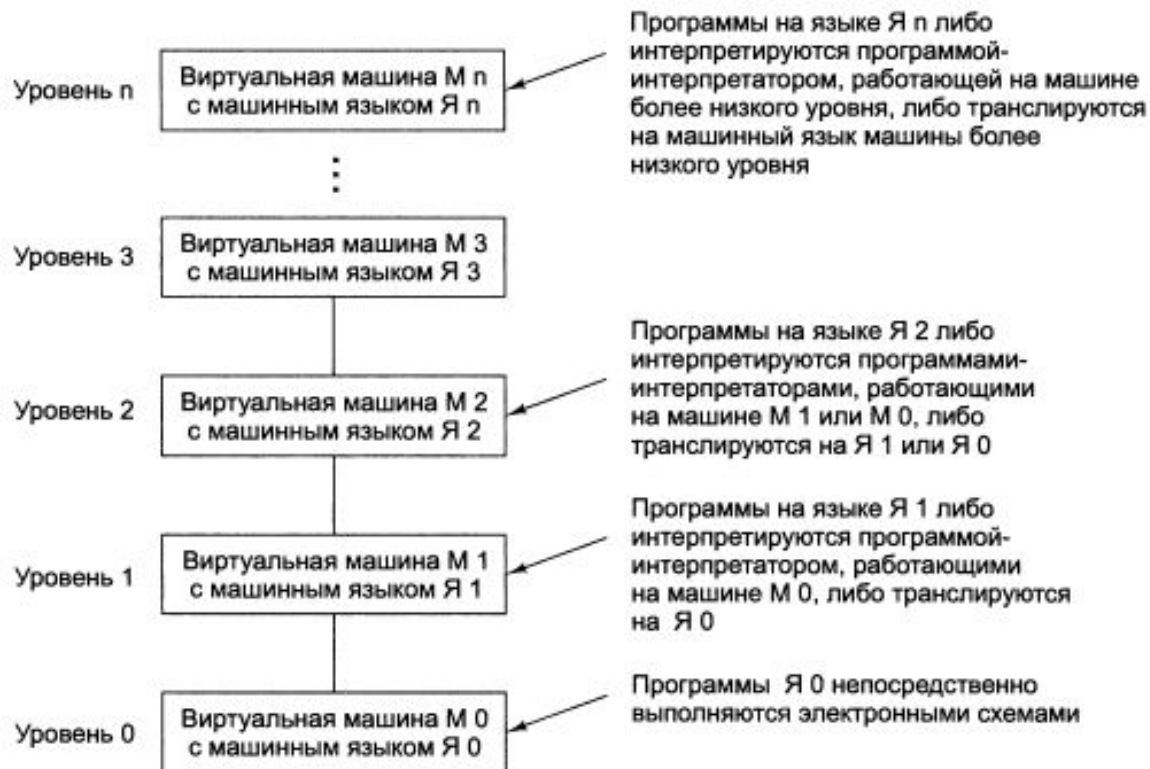 Уровень n
Виртуальная машина М n
с машинным языком Я n
Программы на языке Я n либо
интерпретируются программой-
интерпретатором, работающей на машине
более низкого уровня, либо транслируются
на машинный язык машины более
низкого уровня
Уровень 3
Виртуальная машина М 3
с машинным языком Я 3
Уровень 2
Виртуальная машина М 2
с машинным языком Я 2
Программы на языке Я 2 либо
интерпретируются программами-
интерпретаторами, работающими
на машине М 1 или М 0, либо
транслируются на Я 1 или Я 0
Уровень 1
Виртуальная машина М 1
с машинным языком Я 1
Программы на языке Я 1 либо
интерпретируются программой-
интерпретатором, работающими
на машине М 0, либо транслируются
на Я 0
Уровень 0
Виртуальная машина М 0
с машинным языком Я 0
Программы Я 0 непосредственно
выполняются электронными схемами